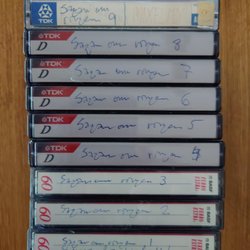 Sagan om
ringen 9
TDK
TDK
D
Sagan om ringen 8
TDK
D
Sagan om ringen 7
TDK
D
Sagan om ringen 6
TDK
D
Sagan om ringen 5
TDK
D
Sagan om ringen 4
60
Sagan om ringen 3
60
Sagan om ringen 2
60
Sagan om ringen 1